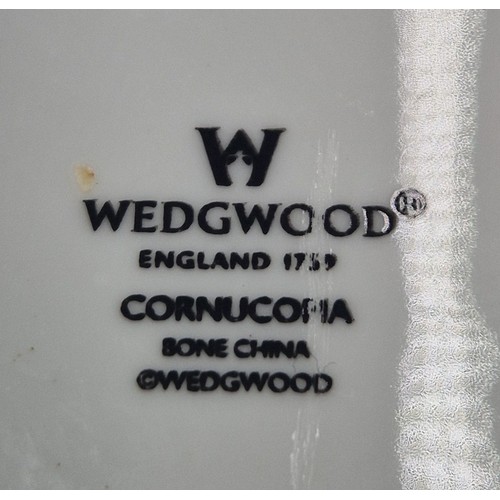 W
WEDGWOOD®
ENGLAND 1759
CORNUCOPIA
BONE CHINA
©WEDGWOOD